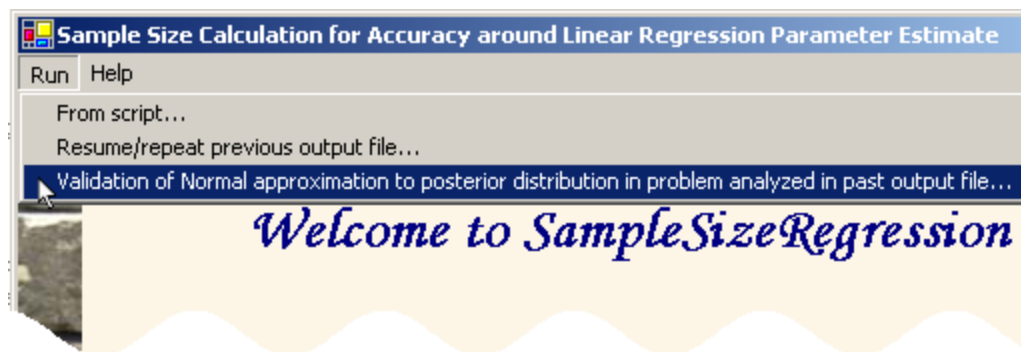 Sample Size Calculation for Accuracy around Linear Regression Parameter Estimate
Run Help
From script...
Resume/repeat previous output file...
Validation of Normal approximation to posterior distribution in problem analyzed in past output file...
Welcome to SampleSizeRegression